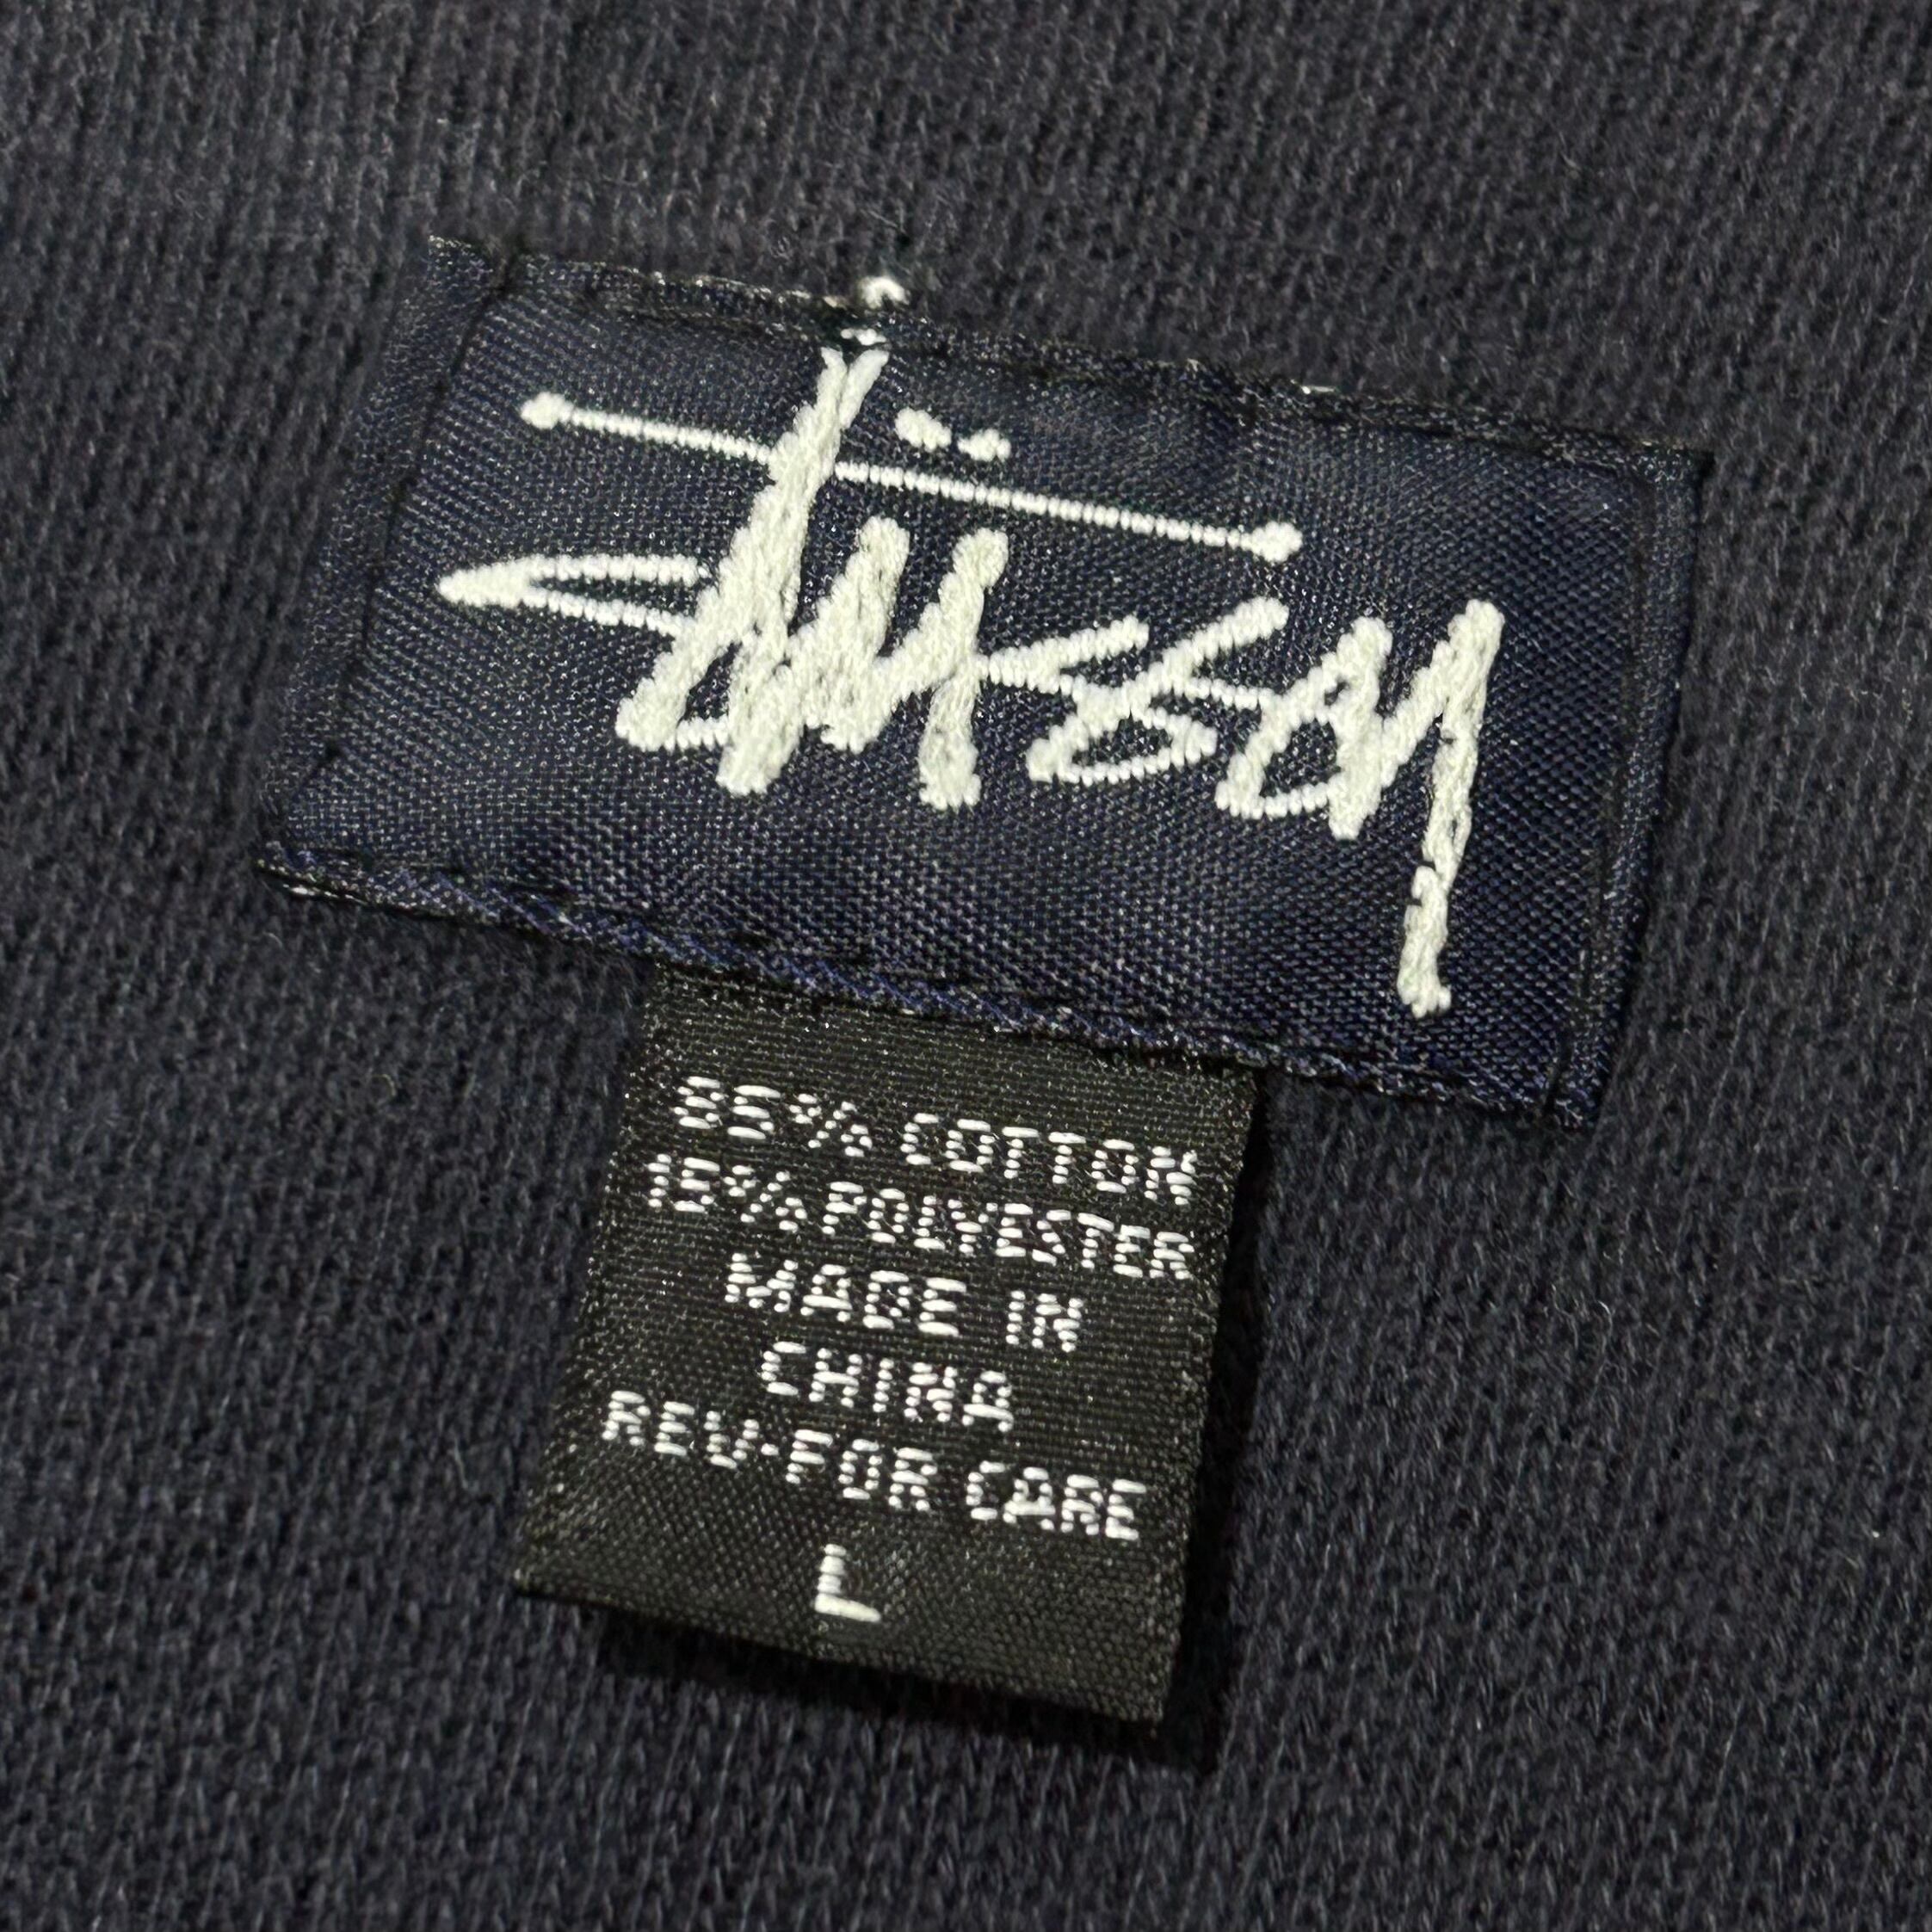 Stüssy
85% COTTON
15% POLYESTER
MADE IN
CHINA
REV-FOR CARE
L